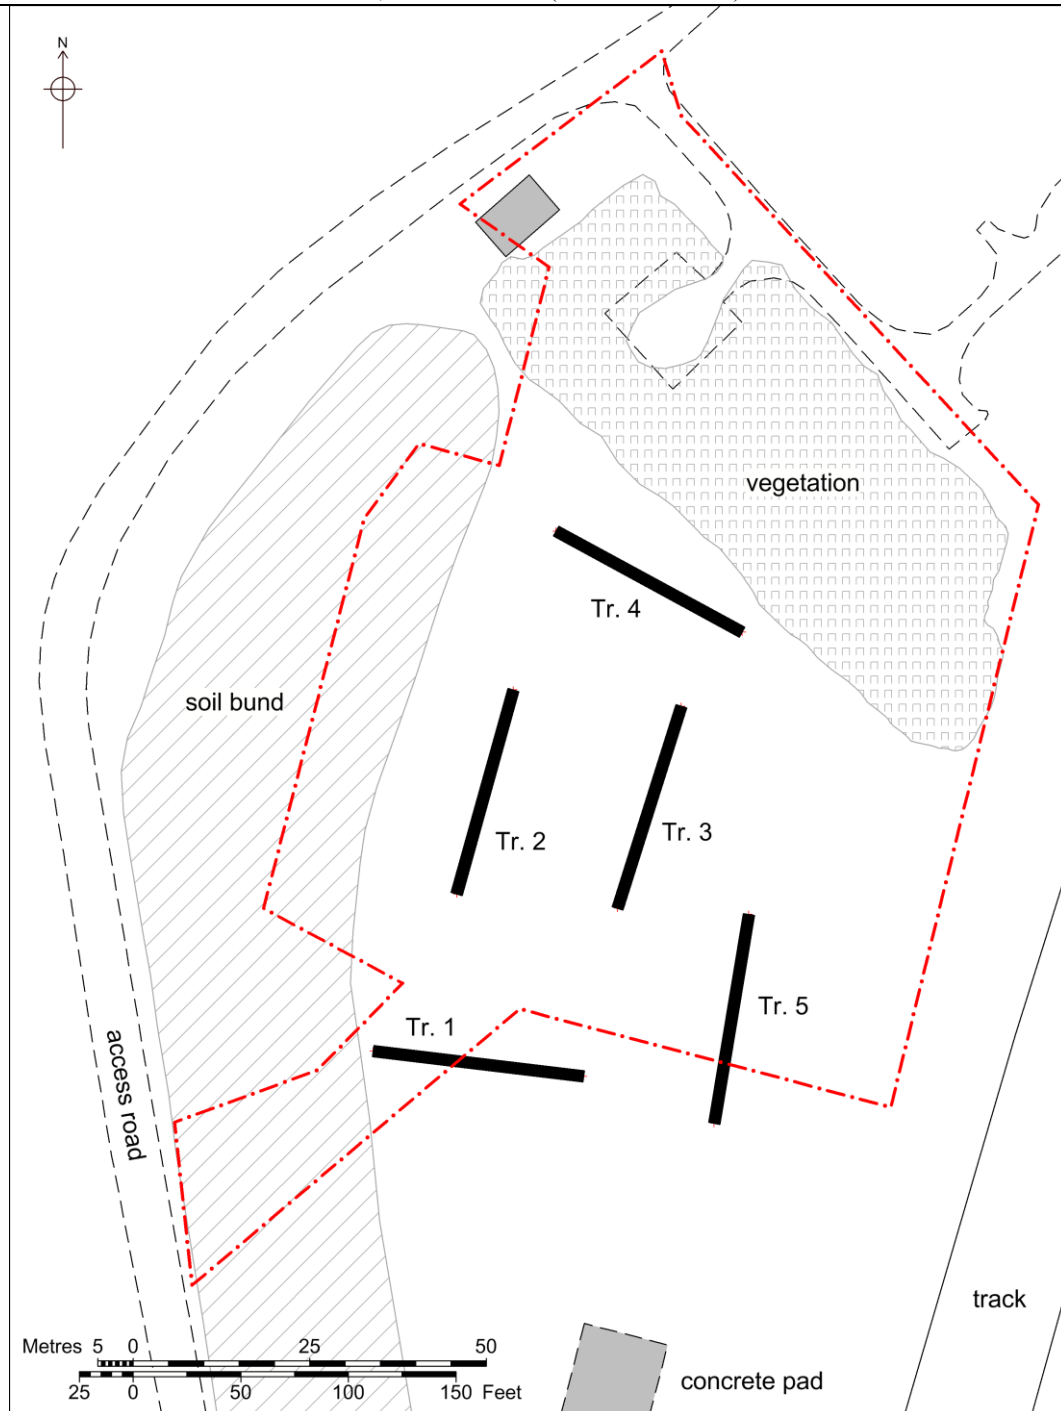 N
vegetation
Tr. 4
soil bund
Tr. 2
Tr. 3
Tr. 5
Tr. 1
access road
track
Metres 5 0 25 50
25 0 50 100 150 Feet
concrete pad